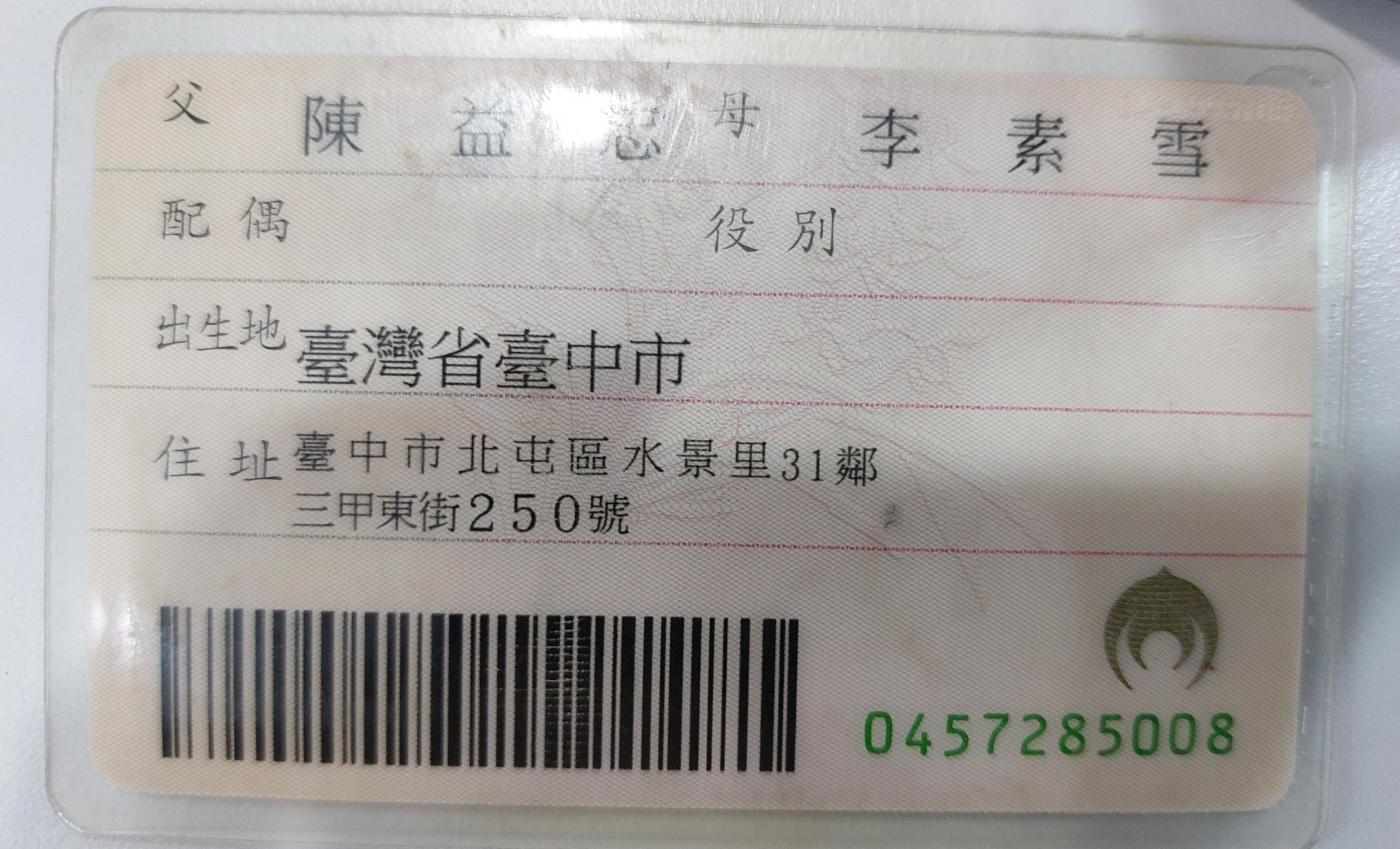 父 陳 益 忠 母 李 素 雪
配偶 役別
出生地 臺灣省臺中市
住址 臺中市北屯區水景里31鄰
三甲東街250號
0457285008